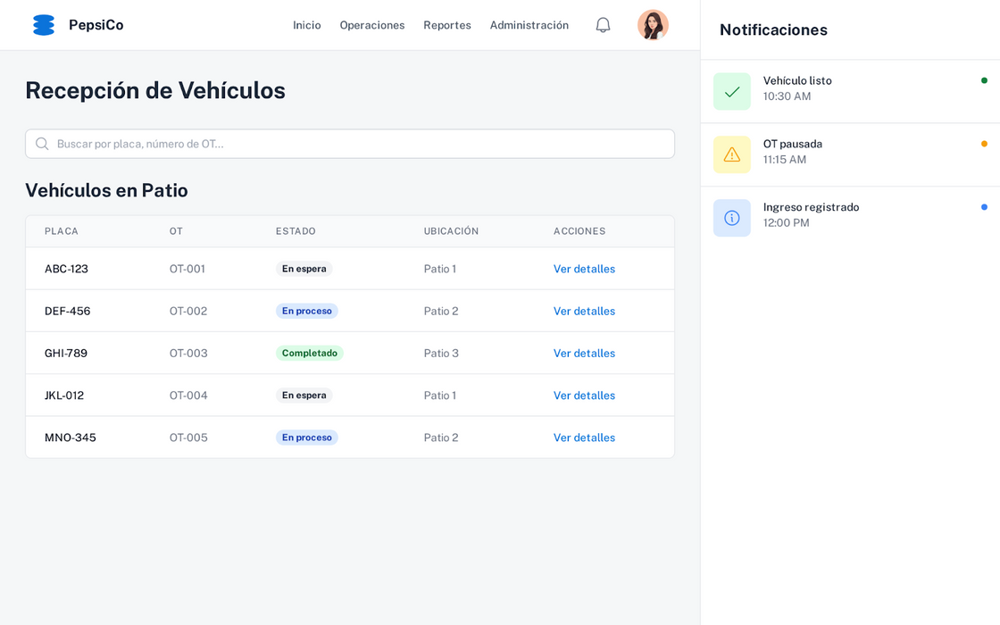 PepsiCo
Inicio Operaciones Reportes Administración
Recepción de Vehículos
Buscar por placa, número de OT...
Vehículos en Patio
PLACA OT ESTADO UBICACIÓN ACCIONES
ABC-123 OT-001 En espera Patio 1 Ver detalles
DEF-456 OT-002 En proceso Patio 2 Ver detalles
GHI-789 OT-003 Completado Patio 3 Ver detalles
JKL-012 OT-004 En espera Patio 1 Ver detalles
MNO-345 OT-005 En proceso Patio 2 Ver detalles
Notificaciones
Vehículo listo
10:30 AM
OT pausada
11:15 AM
Ingreso registrado
12:00 PM